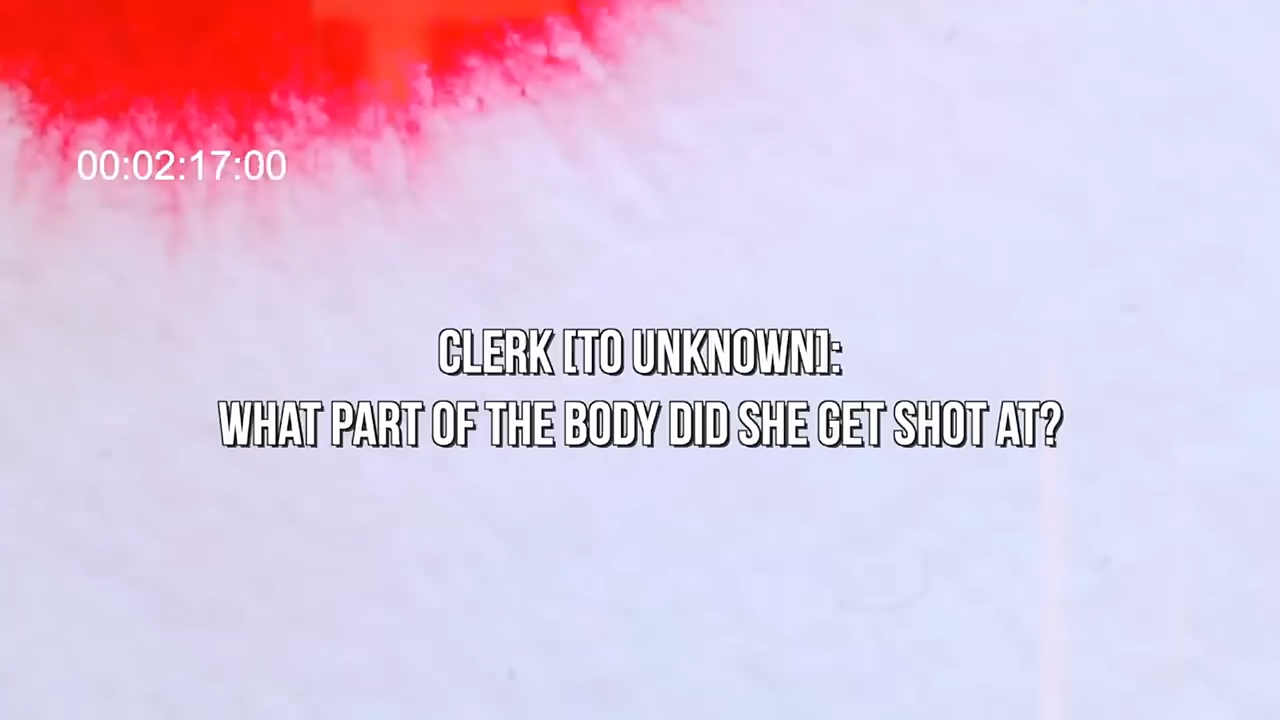 00:02:17:00
CLERK [TO UNKNOWN]:
WHAT PART OF THE BODY DID SHE GET SHOT AT?